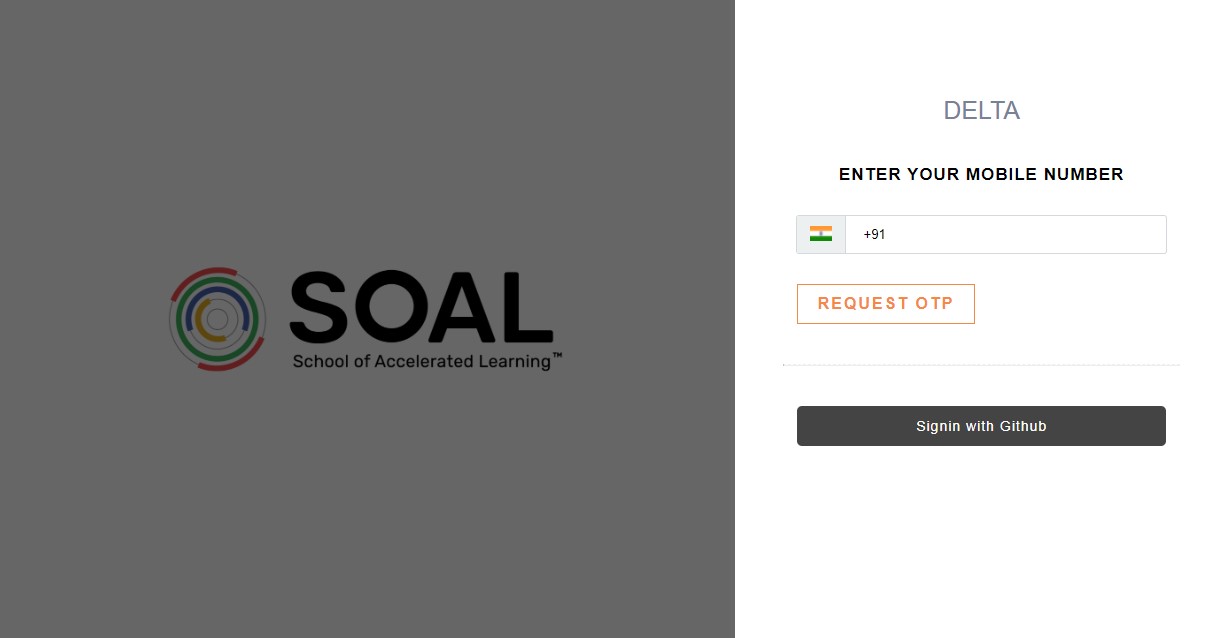 SOAL
School of Accelerated Learning™
DELTA
ENTER YOUR MOBILE NUMBER
+91
REQUEST OTP
Signin with Github